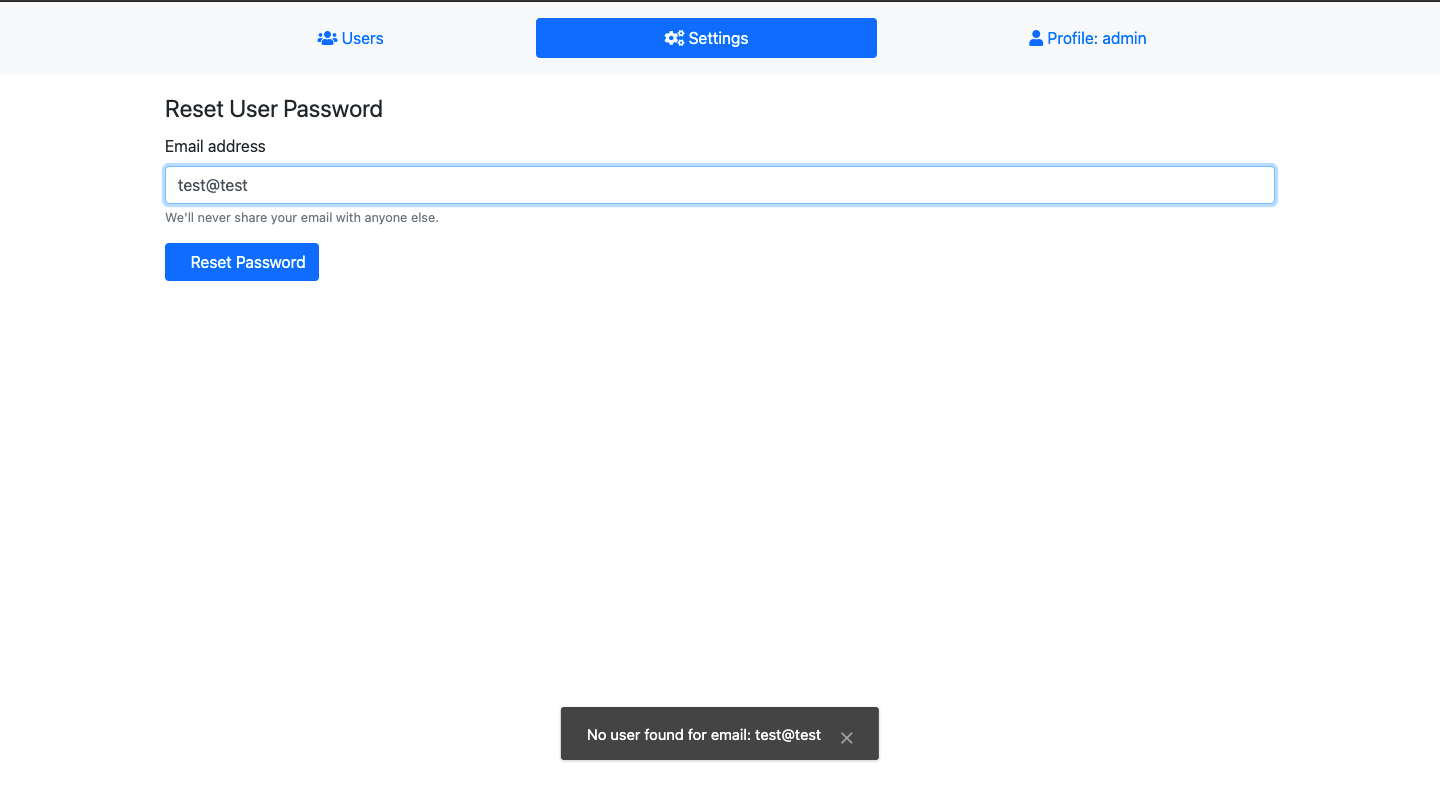 Users
Settings
Profile: admin
Reset User Password
Email address
test@test
We'll never share your email with anyone else.
Reset Password
No user found for email: test@test